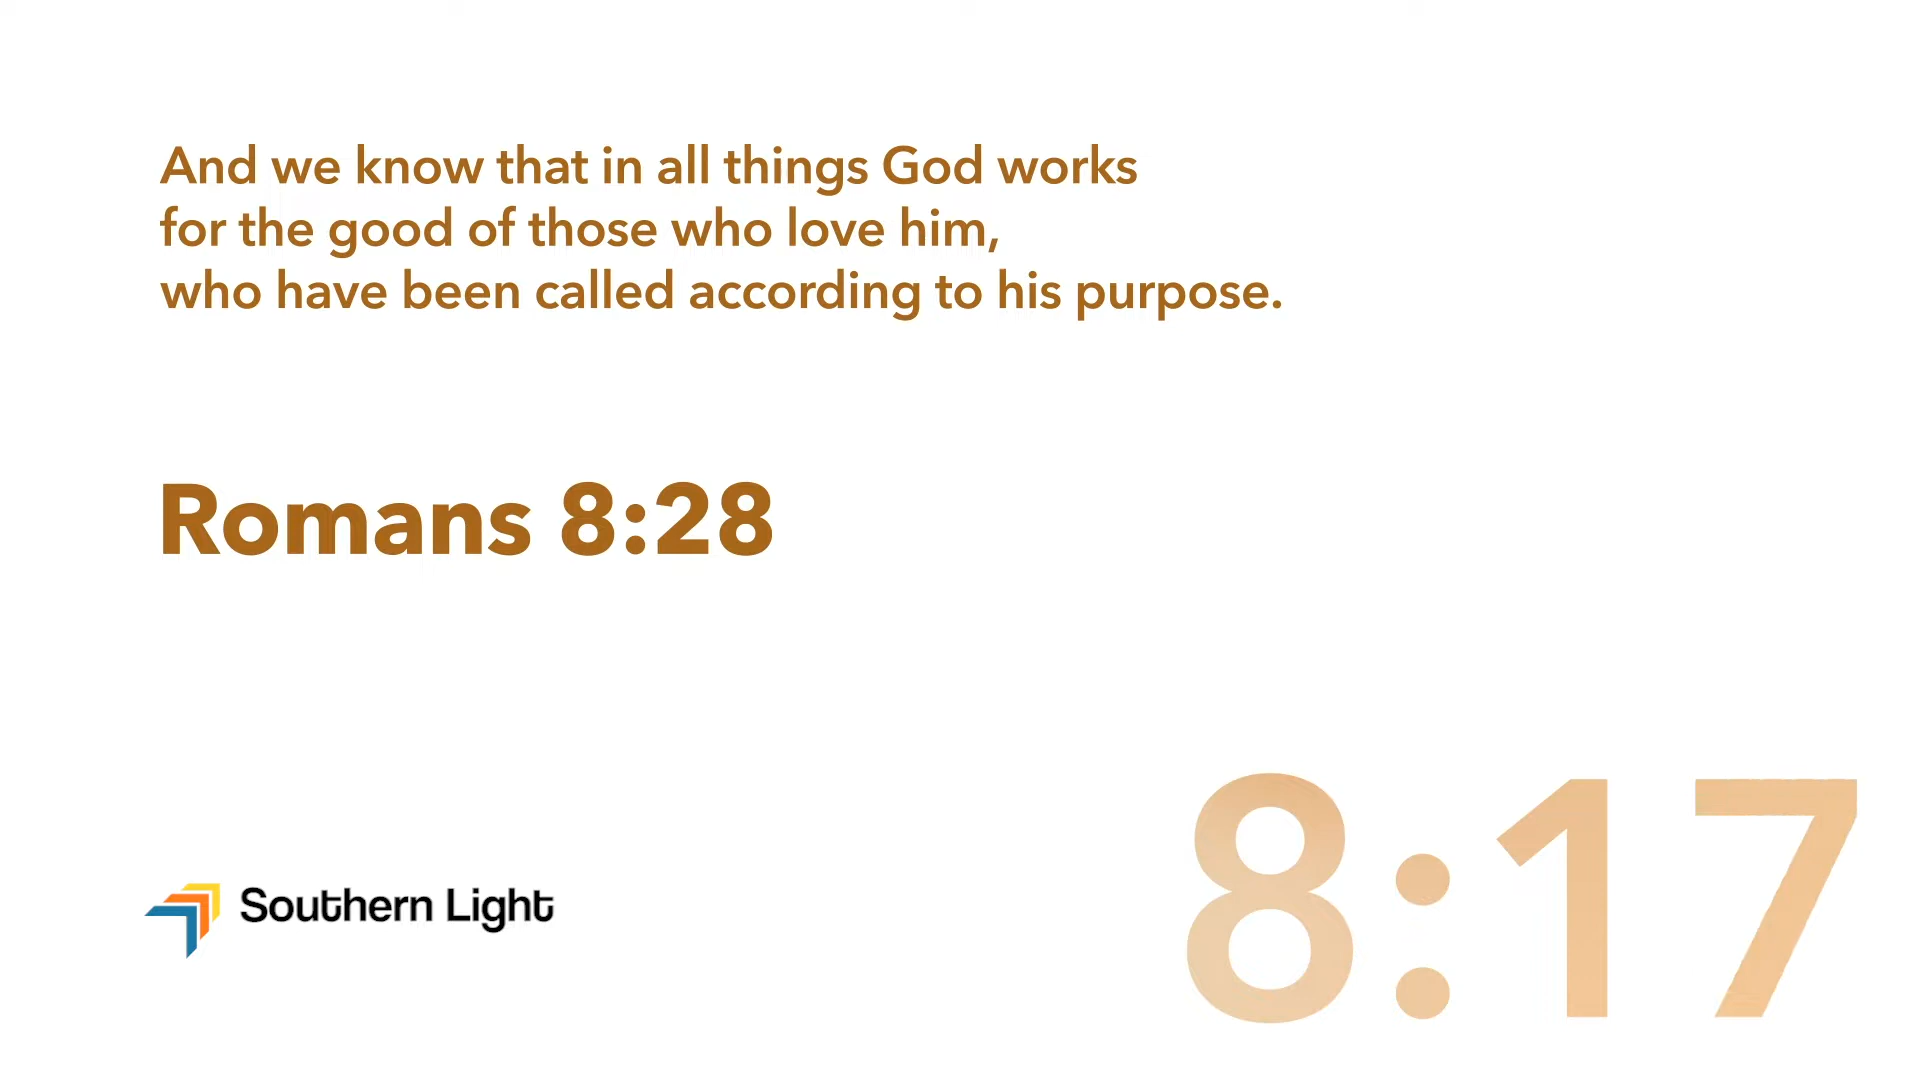 And we know that in all things God works
for the good of those who love him,
who have been called according to his purpose.
Romans 8:28
Southern Light
8:17